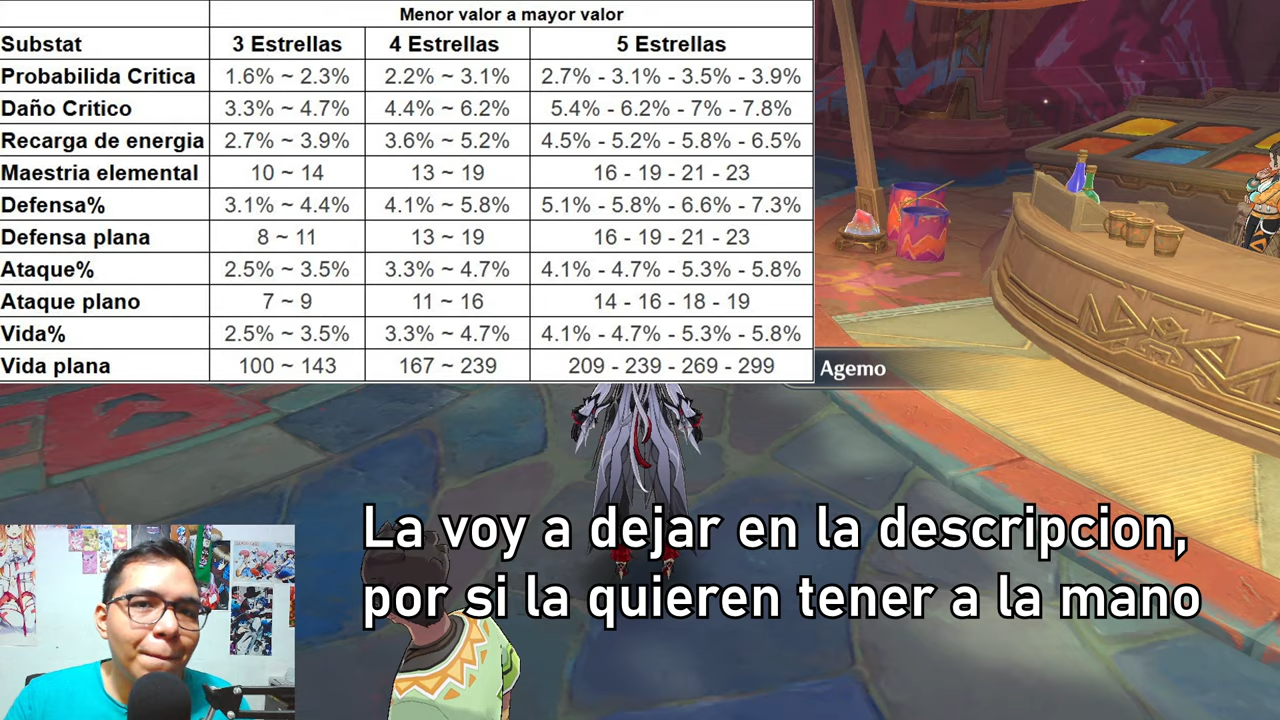 Menor valor a mayor valor
Substat 3 Estrellas 4 Estrellas 5 Estrellas
Probabilida Critica 1.6% ~ 2.3% 2.2% ~ 3.1% 2.7% - 3.1% - 3.5% - 3.9%
Daño Critico 3.3% ~ 4.7% 4.4% ~ 6.2% 5.4% - 6.2% - 7% - 7.8%
Recarga de energia 2.7% ~ 3.9% 3.6% ~ 5.2% 4.5% - 5.2% - 5.8% - 6.5%
Maestria elemental 10 ~ 14 13 ~ 19 16 - 19 - 21 - 23
Defensa% 3.1% ~ 4.4% 4.1% ~ 5.8% 5.1% - 5.8% - 6.6% - 7.3%
Defensa plana 8 ~ 11 13 ~ 19 16 - 19 - 21 - 23
Ataque% 2.5% ~ 3.5% 3.3% ~ 4.7% 4.1% - 4.7% - 5.3% - 5.8%
Ataque plano 7 ~ 9 11 ~ 16 14 - 16 - 18 - 19
Vida% 2.5% ~ 3.5% 3.3% ~ 4.7% 4.1% - 4.7% - 5.3% - 5.8%
Vida plana 100 ~ 143 167 ~ 239 209 - 239 - 269 - 299
Agemo
La voy a dejar en la descripcion,
por si la quieren tener a la mano